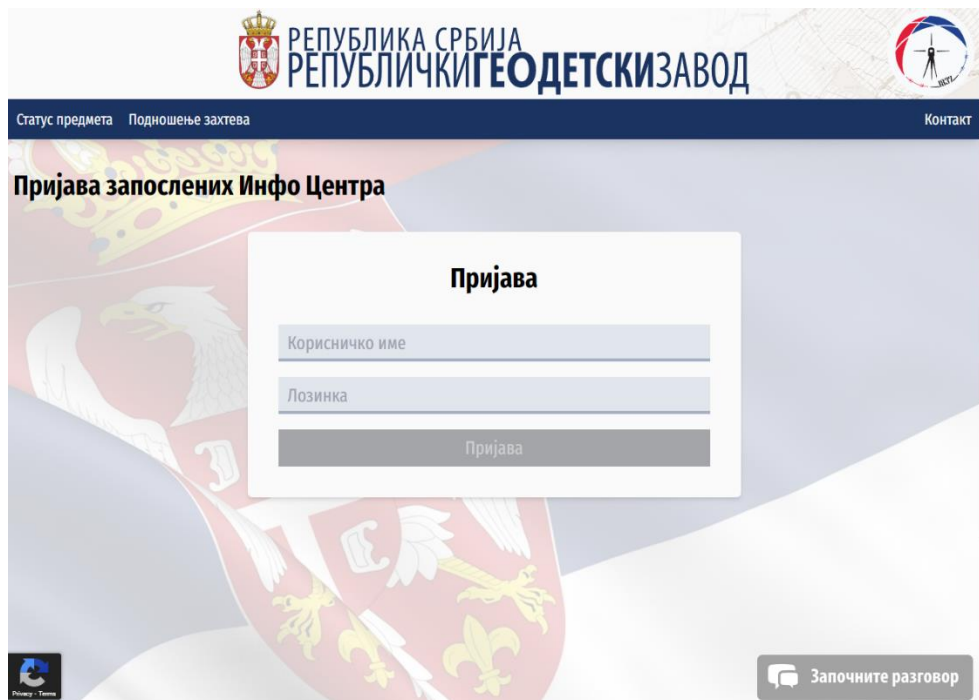 РЕПУБЛИКА СРБИЈА
РЕПУБЛИЧКИГЕОДЕТСКИЗАВОД
Статус предмета Подношење захтева Контакт
Пријава запослених Инфо Центра
Пријава
Корисничко име
Лозинка
Пријава
Privacy - Terms
Започните разговор